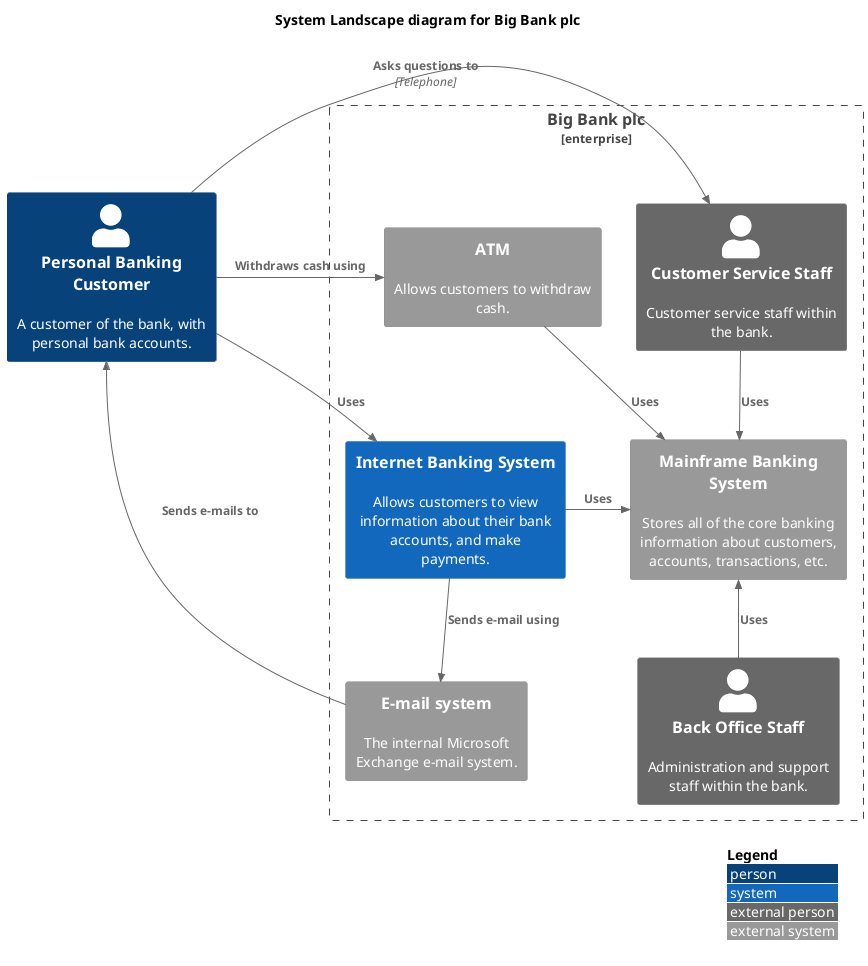 System Landscape diagram for Big Bank plc
Asks questions to
[Telephone]
Big Bank plc
[enterprise]
Personal Banking
Customer
A customer of the bank, with
personal bank accounts.
Withdraws cash using
ATM
Allows customers to withdraw
cash.
Customer Service Staff
Customer service staff within
the bank.
Uses
Uses
Uses
Internet Banking System
Allows customers to view
information about their bank
accounts, and make
payments.
Uses
Mainframe Banking
System
Stores all of the core banking
information about customers,
accounts, transactions, etc.
Sends e-mails to
Sends e-mail using
Uses
E-mail system
The internal Microsoft
Exchange e-mail system.
Back Office Staff
Administration and support
staff within the bank.
Legend
person
system
external person
external system